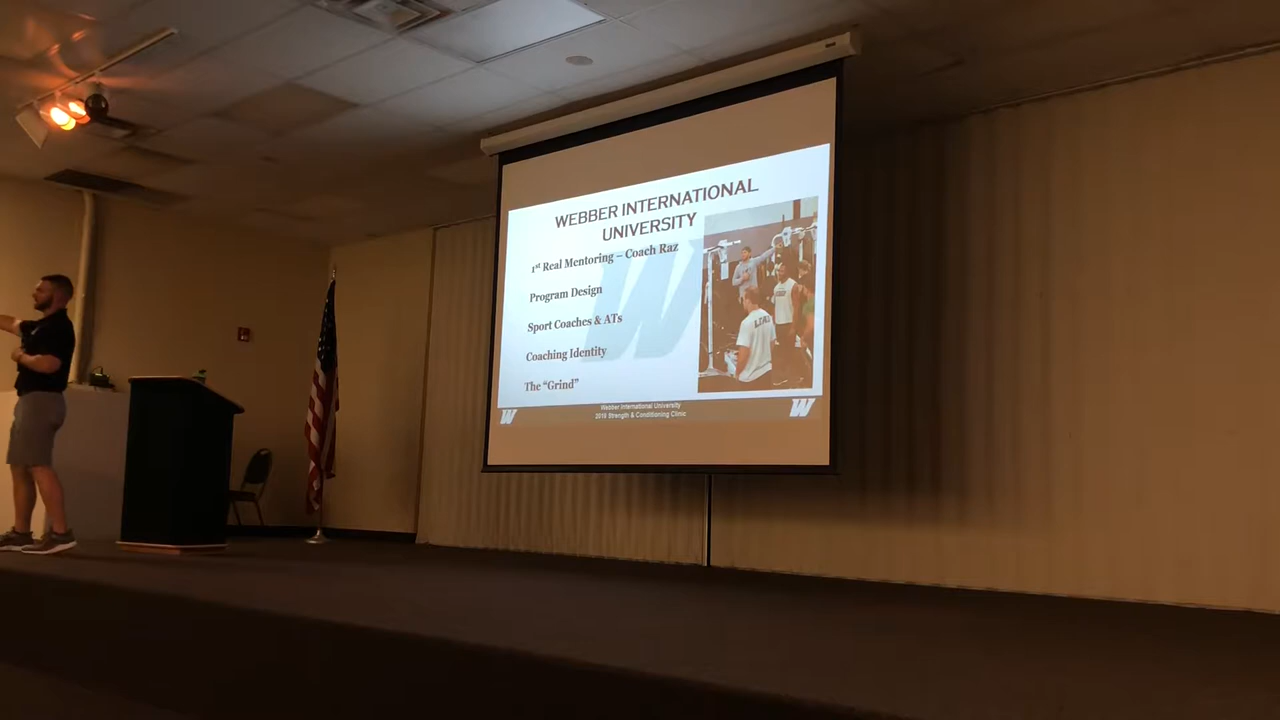 WEBBER INTERNATIONAL
UNIVERSITY
1st Real Mentoring – Coach Raz
Program Design
Sport Coaches & ATs
Coaching Identity
The “Grind”
Webber International University
2019 Strength & Conditioning Clinic
W
W